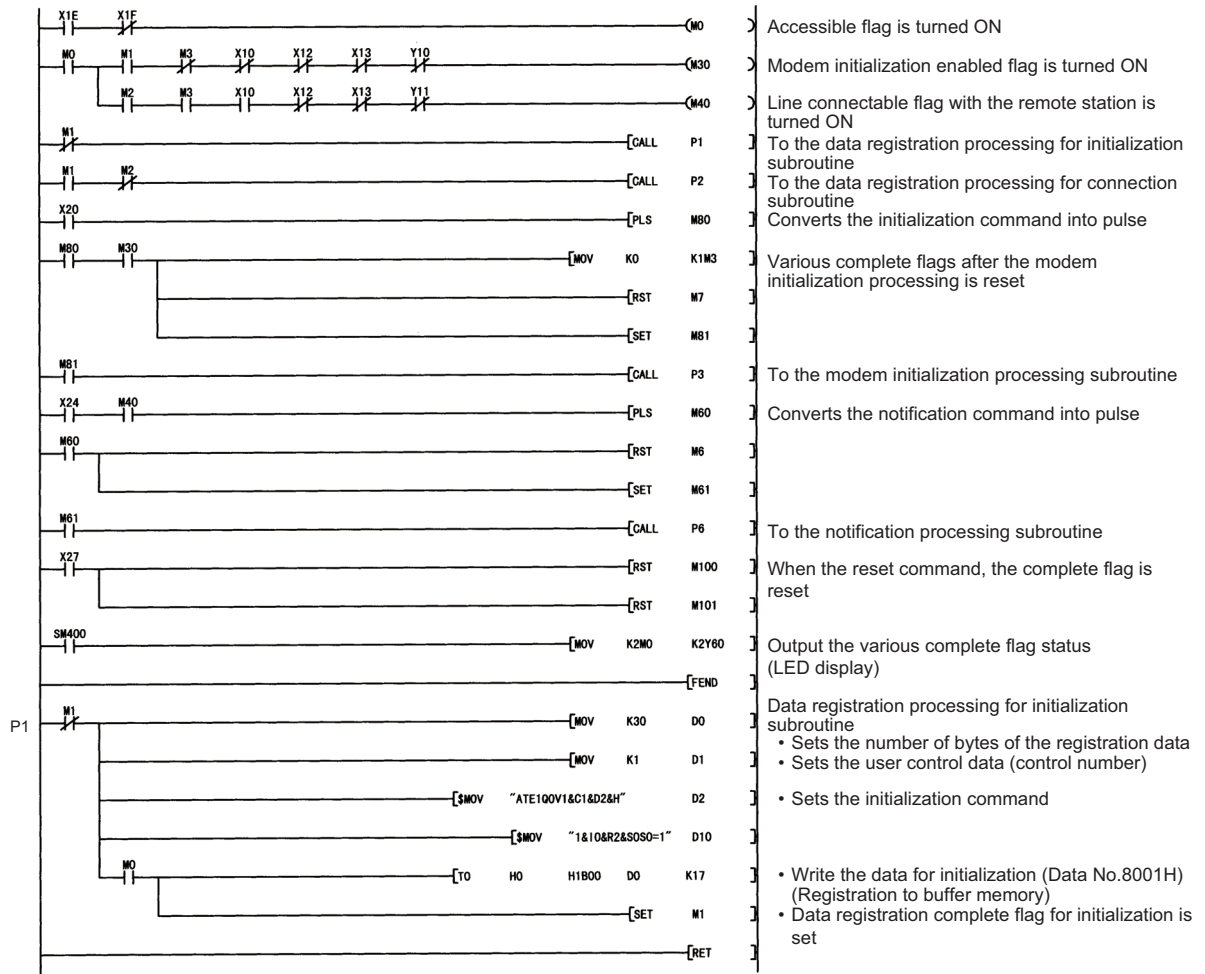 X1E X1F
(M0 ) Accessible flag is turned ON
M0 M1 M3 X10 X12 X13 Y10
(M30 ) Modem initialization enabled flag is turned ON
M2 M3 X10 X12 X13 Y11
(M40 ) Line connectable flag with the remote station is
turned ON
M1
[CALL P1 ] To the data registration processing for initialization
subroutine
M1 M2
[CALL P2 ] To the data registration processing for connection
subroutine
X20
[PLS M80 ] Converts the initialization command into pulse
M80 M30
[MOV K0 K1M3 ] Various complete flags after the modem
initialization processing is reset
[RST M7 ]
[SET M81 ]
M81
[CALL P3 ] To the modem initialization processing subroutine
X24 M40
[PLS M60 ] Converts the notification command into pulse
M60
[RST M6 ]
[SET M61 ]
M61
[CALL P6 ] To the notification processing subroutine
X27
[RST M100 ] When the reset command, the complete flag is
reset
[RST M101 ]
SM400
[MOV K2M0 K2Y60 ] Output the various complete flag status
(LED display)
[FEND ]
Data registration processing for initialization
subroutine
P1 M1
[MOV K30 D0 ]
• Sets the number of bytes of the registration data
[MOV K1 D1 ] • Sets the user control data (control number)
[$MOV "ATE1Q0V1&C1&D2&H" D2 ] • Sets the initialization command
[$MOV "1&I0&R2&S0S0=1" D10 ]
M0
[TO H0 H1B00 D0 K17 ] • Write the data for initialization (Data No.8001H)
(Registration to buffer memory)
[SET M1 ] • Data registration complete flag for initialization is
set
[RET ]